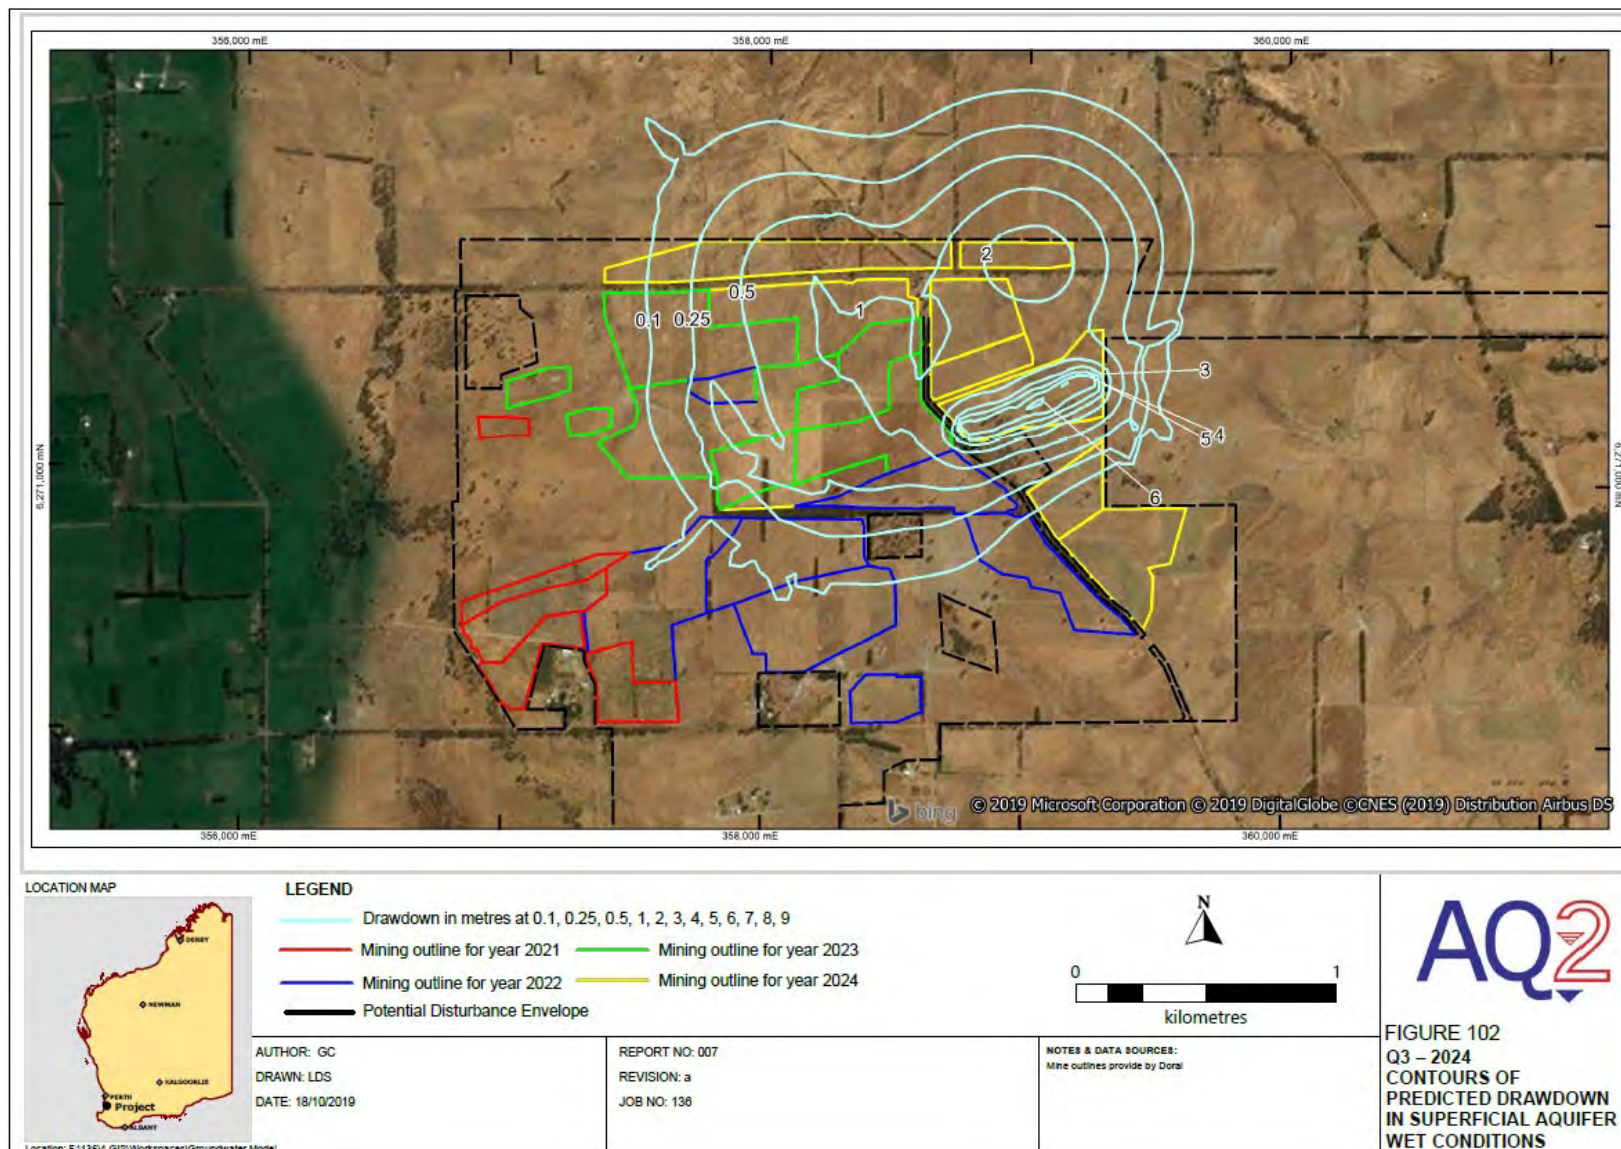 356,000 mE
358,000 mE
360,000 mE
6,271,000 mN
6,271,000 mN
2
0.5
0.1
0.25
1
3
4
5
6
bing
© 2019 Microsoft Corporation © 2019 DigitalGlobe ©CNES (2019) Distribution Airbus DS
356,000 mE
358,000 mE
360,000 mE
LOCATION MAP
DERBY
NEWMAN
KALGOORLIE
PERTH
Project
ALBANY
LEGEND
Drawdown in metres at 0.1, 0.25, 0.5, 1, 2, 3, 4, 5, 6, 7, 8, 9
Mining outline for year 2021
Mining outline for year 2023
Mining outline for year 2022
Mining outline for year 2024
Potential Disturbance Envelope
N
0
1
kilometres
AUTHOR: GC
DRAWN: LDS
DATE: 18/10/2019
REPORT NO: 007
REVISION: a
JOB NO: 136
NOTES & DATA SOURCES:
Mine outlines provide by Doral
AQ2
FIGURE 102
Q3 – 2024
CONTOURS OF
PREDICTED DRAWDOWN
IN SUPERFICIAL AQUIFER
WET CONDITIONS